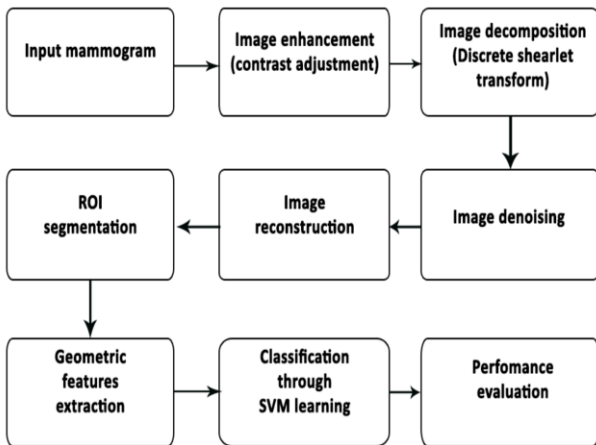 Input mammogram
Image enhancement
(contrast adjustment)
Image decomposition
(Discrete shearlet
transform)
Image denoising
Image
reconstruction
ROI
segmentation
Geometric
features
extraction
Classification
through
SVM learning
Perfomance
evaluation